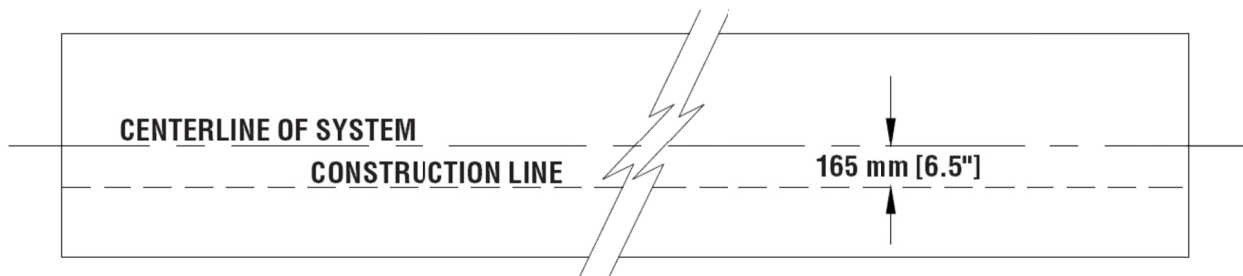 CENTERLINE OF SYSTEM
CONSTRUCTION LINE
165 mm [6.5"]